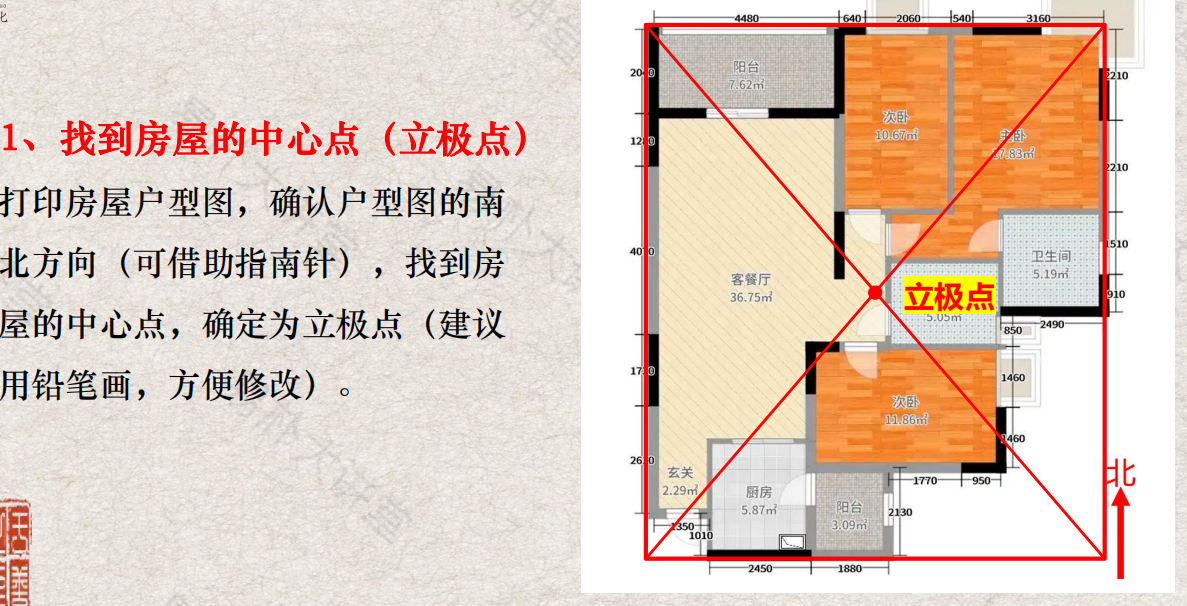 1、找到房屋的中心点（立极点）
打印房屋户型图，确认户型图的南
北方向（可借助指南针），找到房
屋的中心点，确定为立极点（建议
用铅笔画，方便修改）。
4480 640 2060 540 3160
阳台
7.62㎡
次卧
10.67㎡
主卧
17.83㎡
2210
2210
1510
910
卫生间
5.19㎡
客餐厅
36.75㎡
立极点
5.05㎡
850
2490
1460
次卧
11.86㎡
1460
北
玄关
2.29㎡
厨房
5.87㎡
阳台
3.09㎡
1770 950
2130
1350
1010
2450 1880